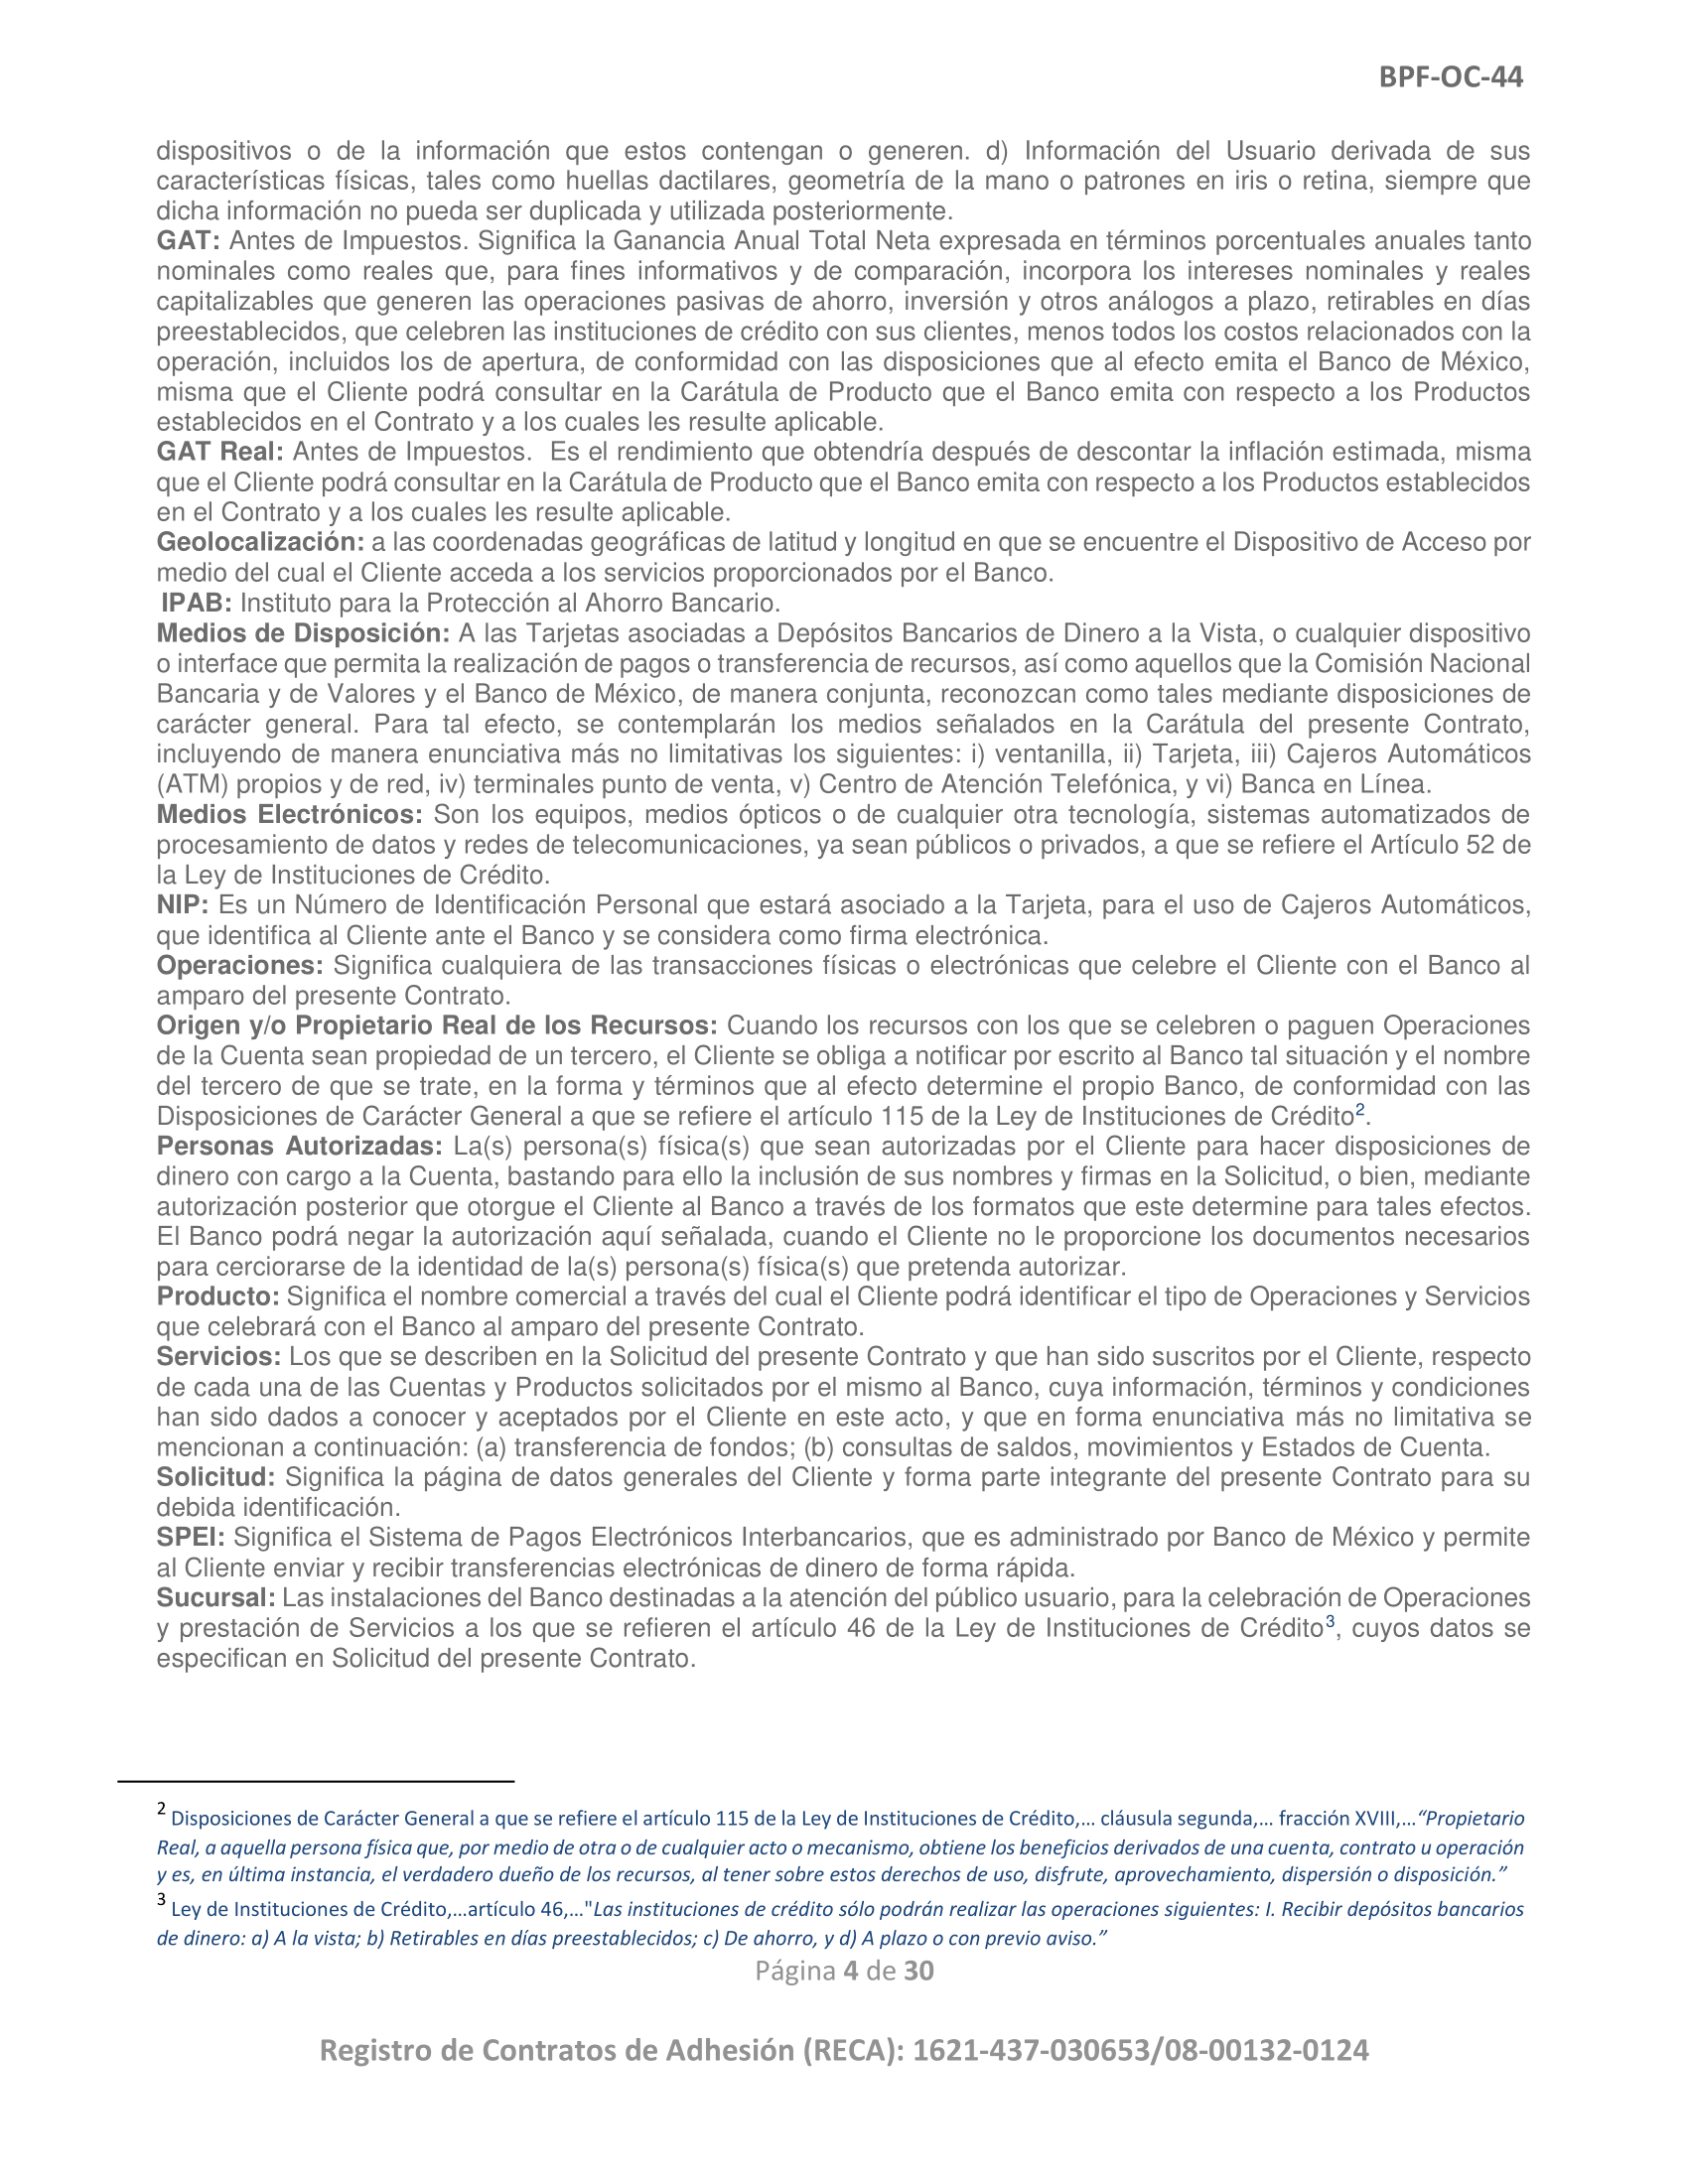 BPF-OC-44
dispositivos o de la información que estos contengan o generen. d) Información del Usuario derivada de sus
características físicas, tales como huellas dactilares, geometría de la mano o patrones en iris o retina, siempre que
dicha información no pueda ser duplicada y utilizada posteriormente.
GAT: Antes de Impuestos. Significa la Ganancia Anual Total Neta expresada en términos porcentuales anuales tanto
nominales como reales que, para fines informativos y de comparación, incorpora los intereses nominales y reales
capitalizables que generen las operaciones pasivas de ahorro, inversión y otros análogos a plazo, retirables en días
preestablecidos, que celebren las instituciones de crédito con sus clientes, menos todos los costos relacionados con la
operación, incluidos los de apertura, de conformidad con las disposiciones que al efecto emita el Banco de México,
misma que el Cliente podrá consultar en la Carátula de Producto que el Banco emita con respecto a los Productos
establecidos en el Contrato y a los cuales les resulte aplicable.
GAT Real: Antes de Impuestos.  Es el rendimiento que obtendría después de descontar la inflación estimada, misma
que el Cliente podrá consultar en la Carátula de Producto que el Banco emita con respecto a los Productos establecidos
en el Contrato y a los cuales les resulte aplicable.
Geolocalización: a las coordenadas geográficas de latitud y longitud en que se encuentre el Dispositivo de Acceso por
medio del cual el Cliente acceda a los servicios proporcionados por el Banco.
IPAB: Instituto para la Protección al Ahorro Bancario.
Medios de Disposición: A las Tarjetas asociadas a Depósitos Bancarios de Dinero a la Vista, o cualquier dispositivo
o interface que permita la realización de pagos o transferencia de recursos, así como aquellos que la Comisión Nacional
Bancaria y de Valores y el Banco de México, de manera conjunta, reconozcan como tales mediante disposiciones de
carácter general. Para tal efecto, se contemplarán los medios señalados en la Carátula del presente Contrato,
incluyendo de manera enunciativa más no limitativas los siguientes: i) ventanilla, ii) Tarjeta, iii) Cajeros Automáticos
(ATM) propios y de red, iv) terminales punto de venta, v) Centro de Atención Telefónica, y vi) Banca en Línea.
Medios Electrónicos: Son los equipos, medios ópticos o de cualquier otra tecnología, sistemas automatizados de
procesamiento de datos y redes de telecomunicaciones, ya sean públicos o privados, a que se refiere el Artículo 52 de
la Ley de Instituciones de Crédito.
NIP: Es un Número de Identificación Personal que estará asociado a la Tarjeta, para el uso de Cajeros Automáticos,
que identifica al Cliente ante el Banco y se considera como firma electrónica.
Operaciones: Significa cualquiera de las transacciones físicas o electrónicas que celebre el Cliente con el Banco al
amparo del presente Contrato.
Origen y/o Propietario Real de los Recursos: Cuando los recursos con los que se celebren o paguen Operaciones
de la Cuenta sean propiedad de un tercero, el Cliente se obliga a notificar por escrito al Banco tal situación y el nombre
del tercero de que se trate, en la forma y términos que al efecto determine el propio Banco, de conformidad con las
Disposiciones de Carácter General a que se refiere el artículo 115 de la Ley de Instituciones de Crédito2.
Personas Autorizadas: La(s) persona(s) física(s) que sean autorizadas por el Cliente para hacer disposiciones de
dinero con cargo a la Cuenta, bastando para ello la inclusión de sus nombres y firmas en la Solicitud, o bien, mediante
autorización posterior que otorgue el Cliente al Banco a través de los formatos que este determine para tales efectos.
El Banco podrá negar la autorización aquí señalada, cuando el Cliente no le proporcione los documentos necesarios
para cerciorarse de la identidad de la(s) persona(s) física(s) que pretenda autorizar.
Producto: Significa el nombre comercial a través del cual el Cliente podrá identificar el tipo de Operaciones y Servicios
que celebrará con el Banco al amparo del presente Contrato.
Servicios: Los que se describen en la Solicitud del presente Contrato y que han sido suscritos por el Cliente, respecto
de cada una de las Cuentas y Productos solicitados por el mismo al Banco, cuya información, términos y condiciones
han sido dados a conocer y aceptados por el Cliente en este acto, y que en forma enunciativa más no limitativa se
mencionan a continuación: (a) transferencia de fondos; (b) consultas de saldos, movimientos y Estados de Cuenta.
Solicitud: Significa la página de datos generales del Cliente y forma parte integrante del presente Contrato para su
debida identificación.
SPEI: Significa el Sistema de Pagos Electrónicos Interbancarios, que es administrado por Banco de México y permite
al Cliente enviar y recibir transferencias electrónicas de dinero de forma rápida.
Sucursal: Las instalaciones del Banco destinadas a la atención del público usuario, para la celebración de Operaciones
y prestación de Servicios a los que se refieren el artículo 46 de la Ley de Instituciones de Crédito3, cuyos datos se
especifican en Solicitud del presente Contrato.
2 Disposiciones de Carácter General a que se refiere el artículo 115 de la Ley de Instituciones de Crédito,… cláusula segunda,… fracción XVIII,…“Propietario
Real, a aquella persona física que, por medio de otra o de cualquier acto o mecanismo, obtiene los beneficios derivados de una cuenta, contrato u operación
y es, en última instancia, el verdadero dueño de los recursos, al tener sobre estos derechos de uso, disfrute, aprovechamiento, dispersión o disposición.”
3 Ley de Instituciones de Crédito,…artículo 46,…"Las instituciones de crédito sólo podrán realizar las operaciones siguientes: I. Recibir depósitos bancarios
de dinero: a) A la vista; b) Retirables en días preestablecidos; c) De ahorro, y d) A plazo o con previo aviso.”
Página 4 de 30
Registro de Contratos de Adhesión (RECA): 1621-437-030653/08-00132-0124